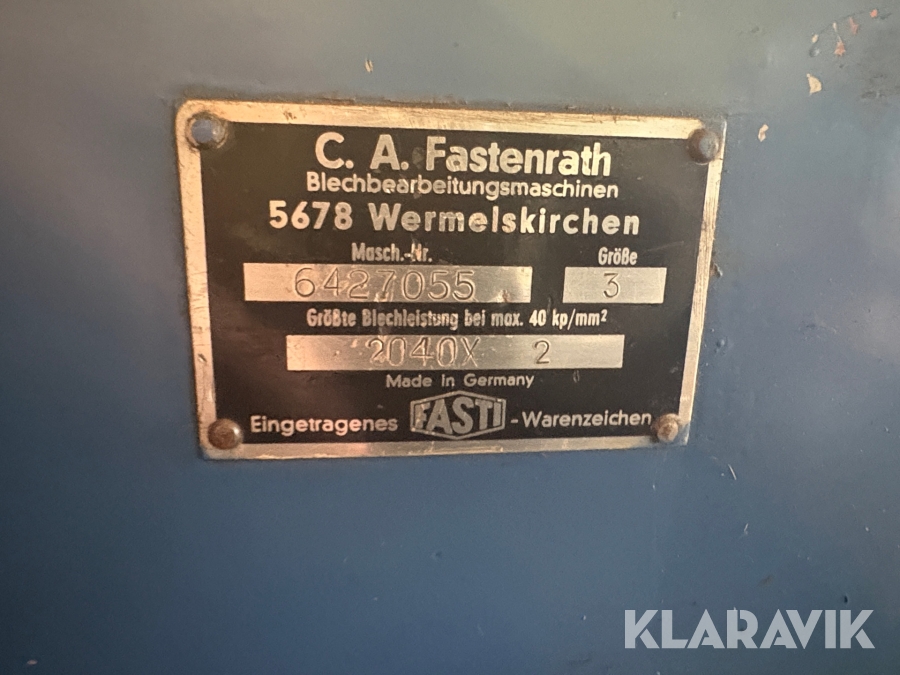 C. A. Fastenrath
Blechbearbeitungsmaschinen
5678 Wermelskirchen
Masch.-Nr. Größe
6427055 3
Größte Blechleistung bei max. 40 kp/mm²
2040X 2
Made in Germany
Eingetragenes FASTI - Warenzeichen
KLARAVIK